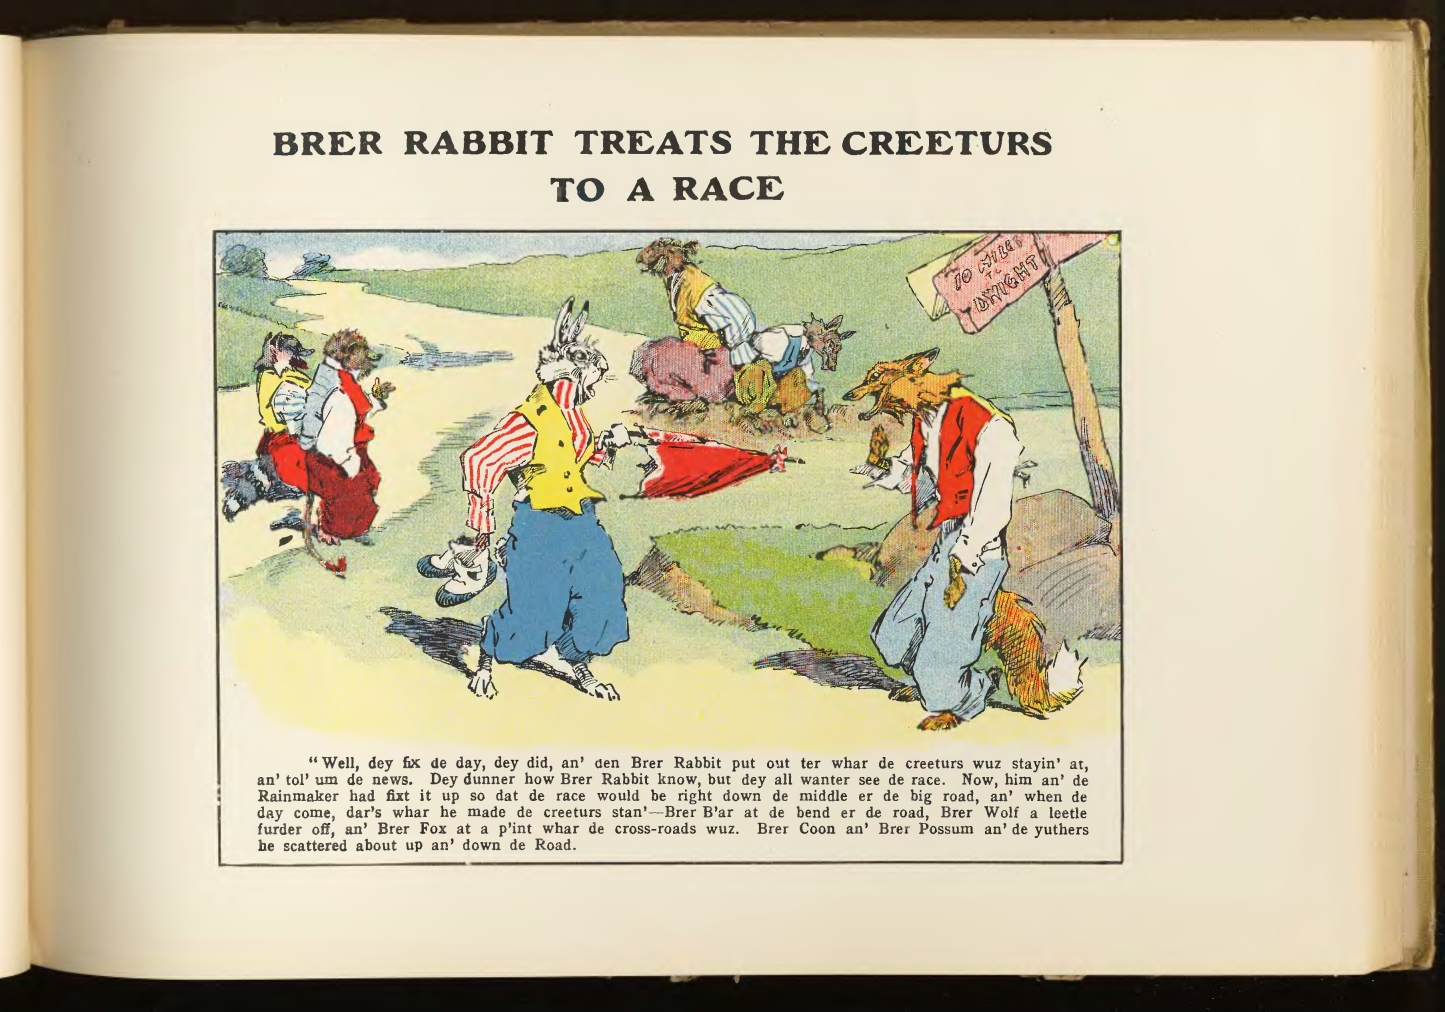 BRER RABBIT TREATS THE CREETURS
TO A RACE
10 MILES
TO
DWIGHT
"Well, dey fix de day, dey did, an' den Brer Rabbit put out ter whar de creeturs wuz stayin' at,
an' tol' um de news. Dey dunner how Brer Rabbit know, but dey all wanter see de race. Now, him an' de
Rainmaker had fixt it up so dat de race would be right down de middle er de big road, an' when de
day come, dar's whar he made de creeturs stan'—Brer B'ar at de bend er de road, Brer Wolf a leetle
furder off, an' Brer Fox at a p'int whar de cross-roads wuz. Brer Coon an' Brer Possum an' de yuthers
he scattered about up an' down de Road.